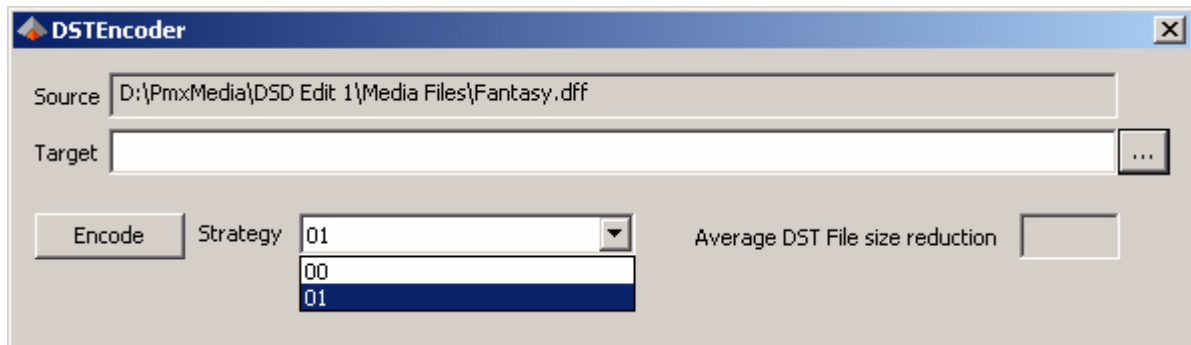 DSTEncoder
Source D:\PmxMedia\DSD Edit 1\Media Files\Fantasy.dff
Target ...
Encode Strategy 01 Average DST File size reduction
00
01